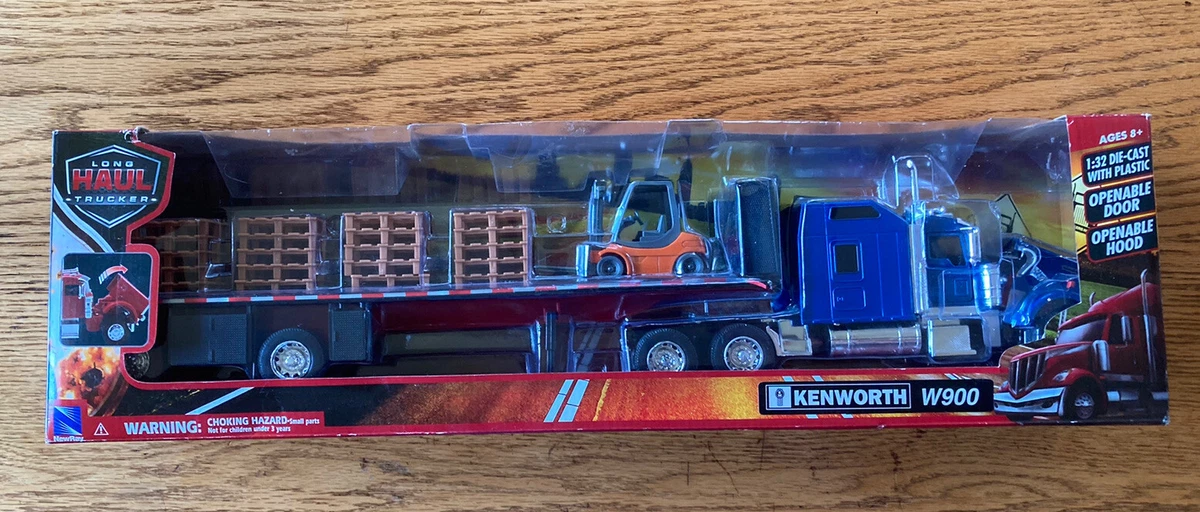 LONG
HAUL
TRUCKER
AGES 8+
1:32 DIE-CAST
WITH PLASTIC
OPENABLE
DOOR
OPENABLE
HOOD
KENWORTH W900
WARNING: CHOKING HAZARD-Small parts
Not for children under 3 years
NewRay